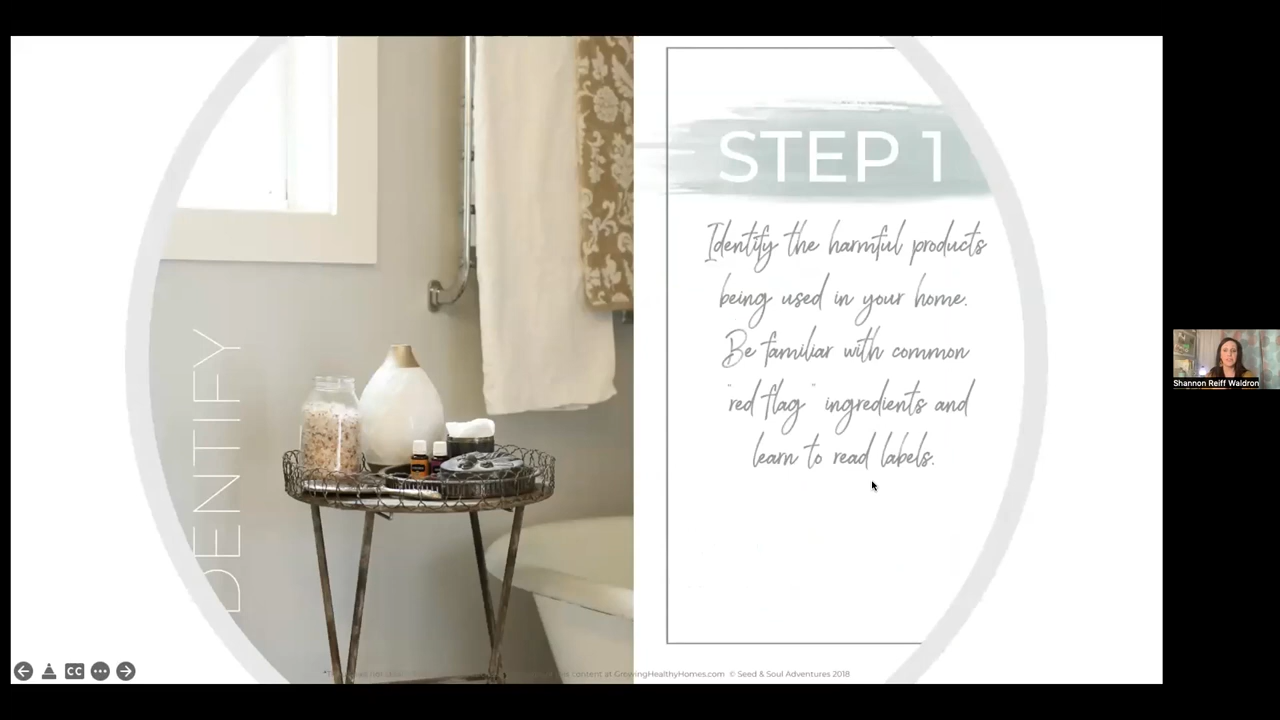 IDENTIFY
STEP 1
Identify the harmful products
being used in your home.
Be familiar with common
"red flag" ingredients and
learn to read labels.
Shannon Reiff Waldron
CC
content at GrowingHealthyHomes.com © Seed & Soul Adventures 2018